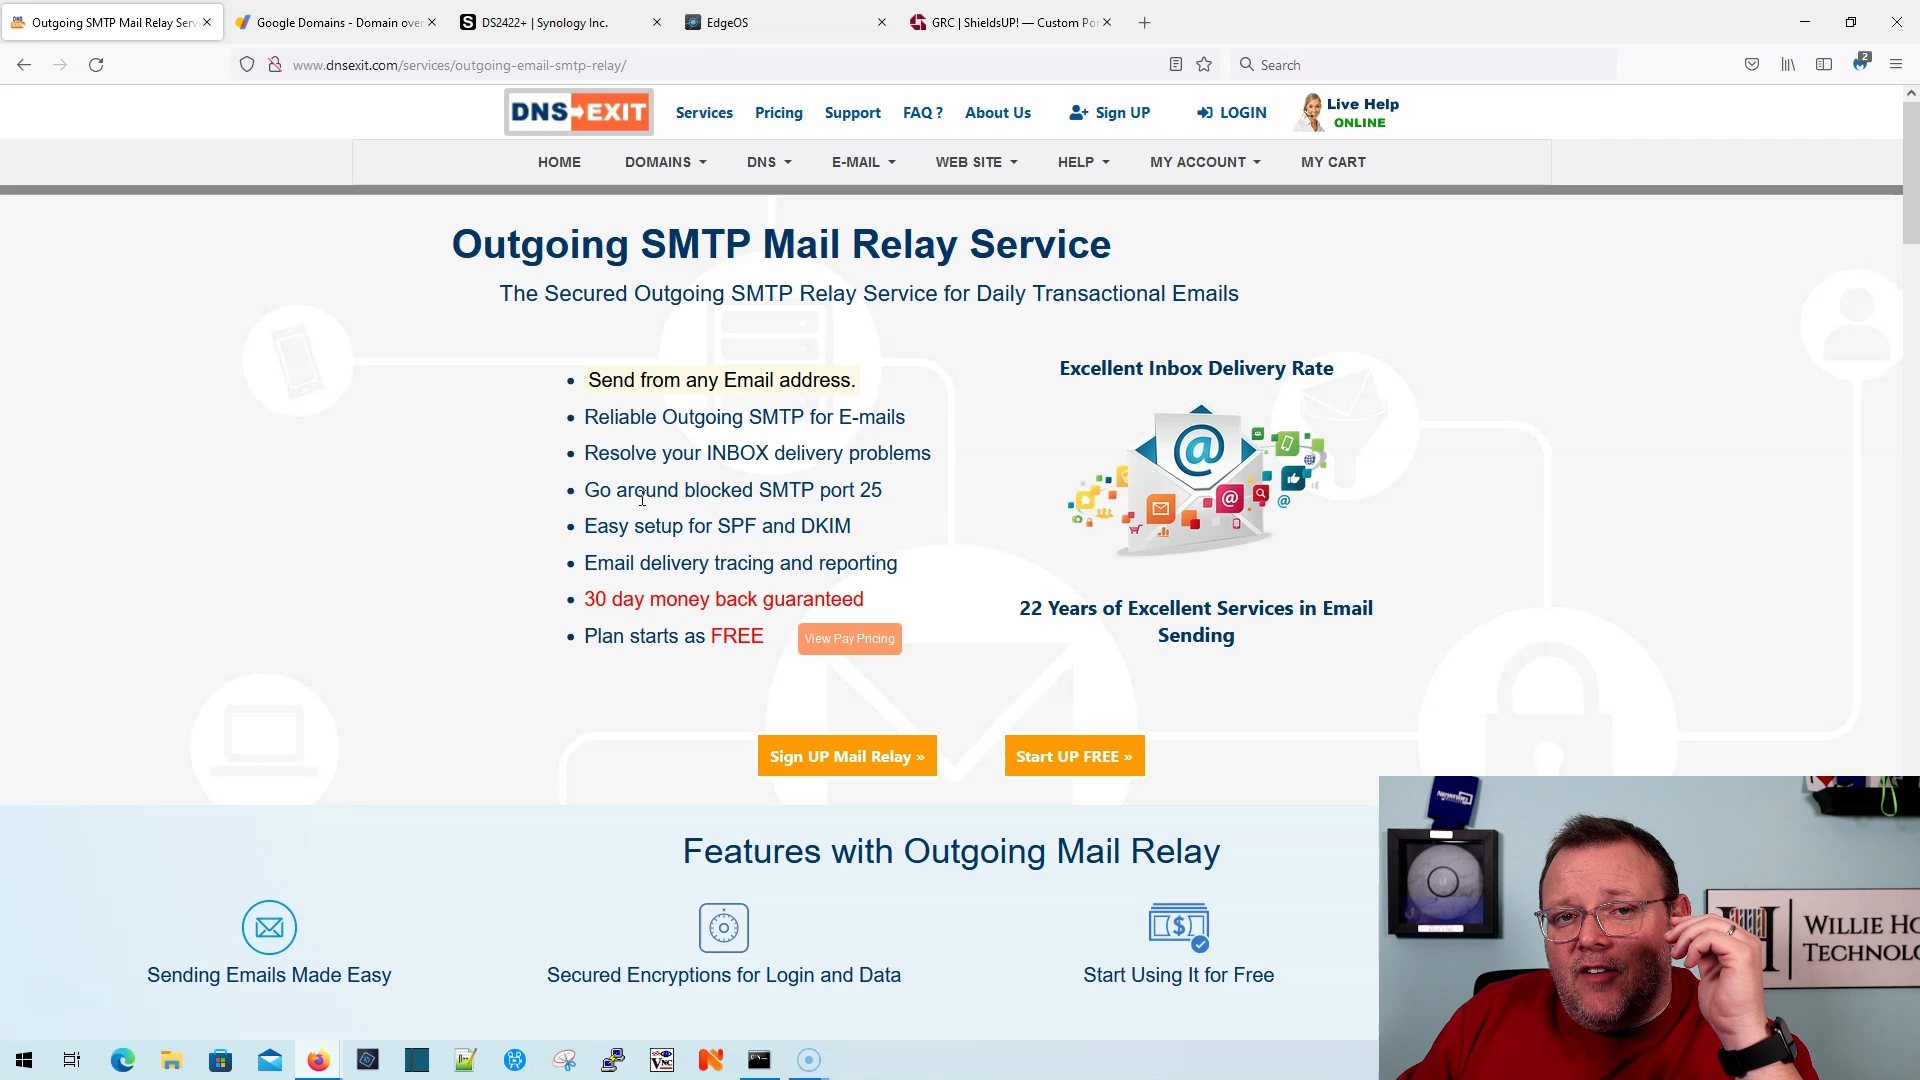 Outgoing SMTP Mail Relay Serv
Google Domains - Domain over
DS2422+ | Synology Inc.
EdgeOS
GRC | ShieldsUP! — Custom Po
www.dnsexit.com/services/outgoing-email-smtp-relay/
Search
2
DNS EXIT
Services
Pricing
Support
FAQ ?
About Us
Sign UP
LOGIN
Live Help
ONLINE
HOME
DOMAINS
DNS
E-MAIL
WEB SITE
HELP
MY ACCOUNT
MY CART
Outgoing SMTP Mail Relay Service
The Secured Outgoing SMTP Relay Service for Daily Transactional Emails
• Send from any Email address.
• Reliable Outgoing SMTP for E-mails
• Resolve your INBOX delivery problems
• Go around blocked SMTP port 25
• Easy setup for SPF and DKIM
• Email delivery tracing and reporting
• 30 day money back guaranteed
• Plan starts as FREE
View Pay Pricing
Excellent Inbox Delivery Rate
22 Years of Excellent Services in Email
Sending
Sign UP Mail Relay »
Start UP FREE »
Features with Outgoing Mail Relay
Sending Emails Made Easy
Secured Encryptions for Login and Data
Start Using It for Free
WILLIE HO
TECHNOLO